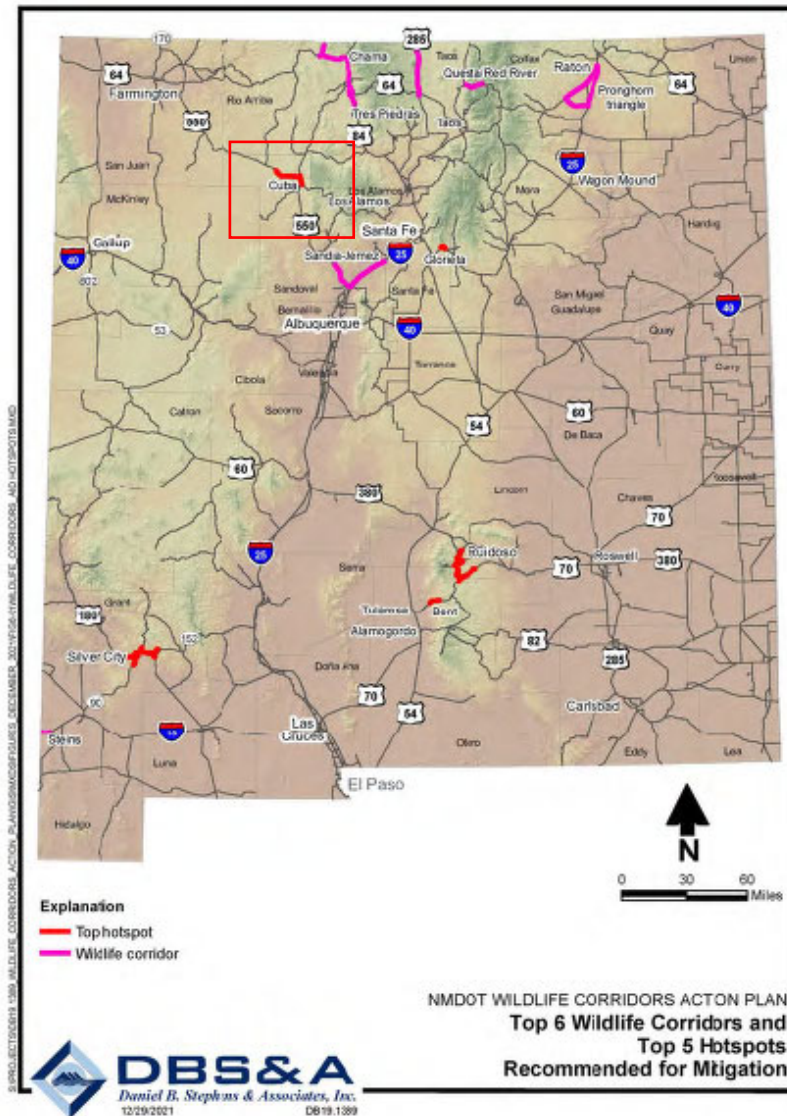 170
285
Chama
Taos
Colfax
Union
64
Raton
64
Farmington
Rio Arriba
64
Questa Red River
Pronghorn
triangle
Tres Piedras
Taos
84
San Juan
25
Wagon Mound
Cuba
Los Alamos
Los Alamos
Mora
McKinley
Harding
550
Santa Fe
Gallup
40
Sandia-Jemez
25
Glorieta
Sandoval
Santa Fe
San Miguel
Guadalupe
40
Bernalillo
53
Albuquerque
40
Quay
Torrance
Curry
Valencia
Cibola
Catron
Socorro
54
60
De Baca
60
Lincoln
Chaves
380
70
25
Ruidoso
Roswell
380
Sierra
70
Grant
180
Tularosa
Bent
152
Alamogordo
82
Silver City
Doña Ana
285
90
70
Carlsbad
54
Steins
Las
Cruces
Luna
Otero
Eddy
Lea
El Paso
Hidalgo
N
0 30 60
Miles
Explanation
Top hotspot
Wildlife corridor
NMDOT WILDLIFE CORRIDORS ACTON PLAN
Top 6 Wildlife Corridors and
Top 5 Hotspots
Recommended for Mitigation
DBS&A
Daniel B. Stephens & Associates, Inc.
12/29/2021 DB19.1389